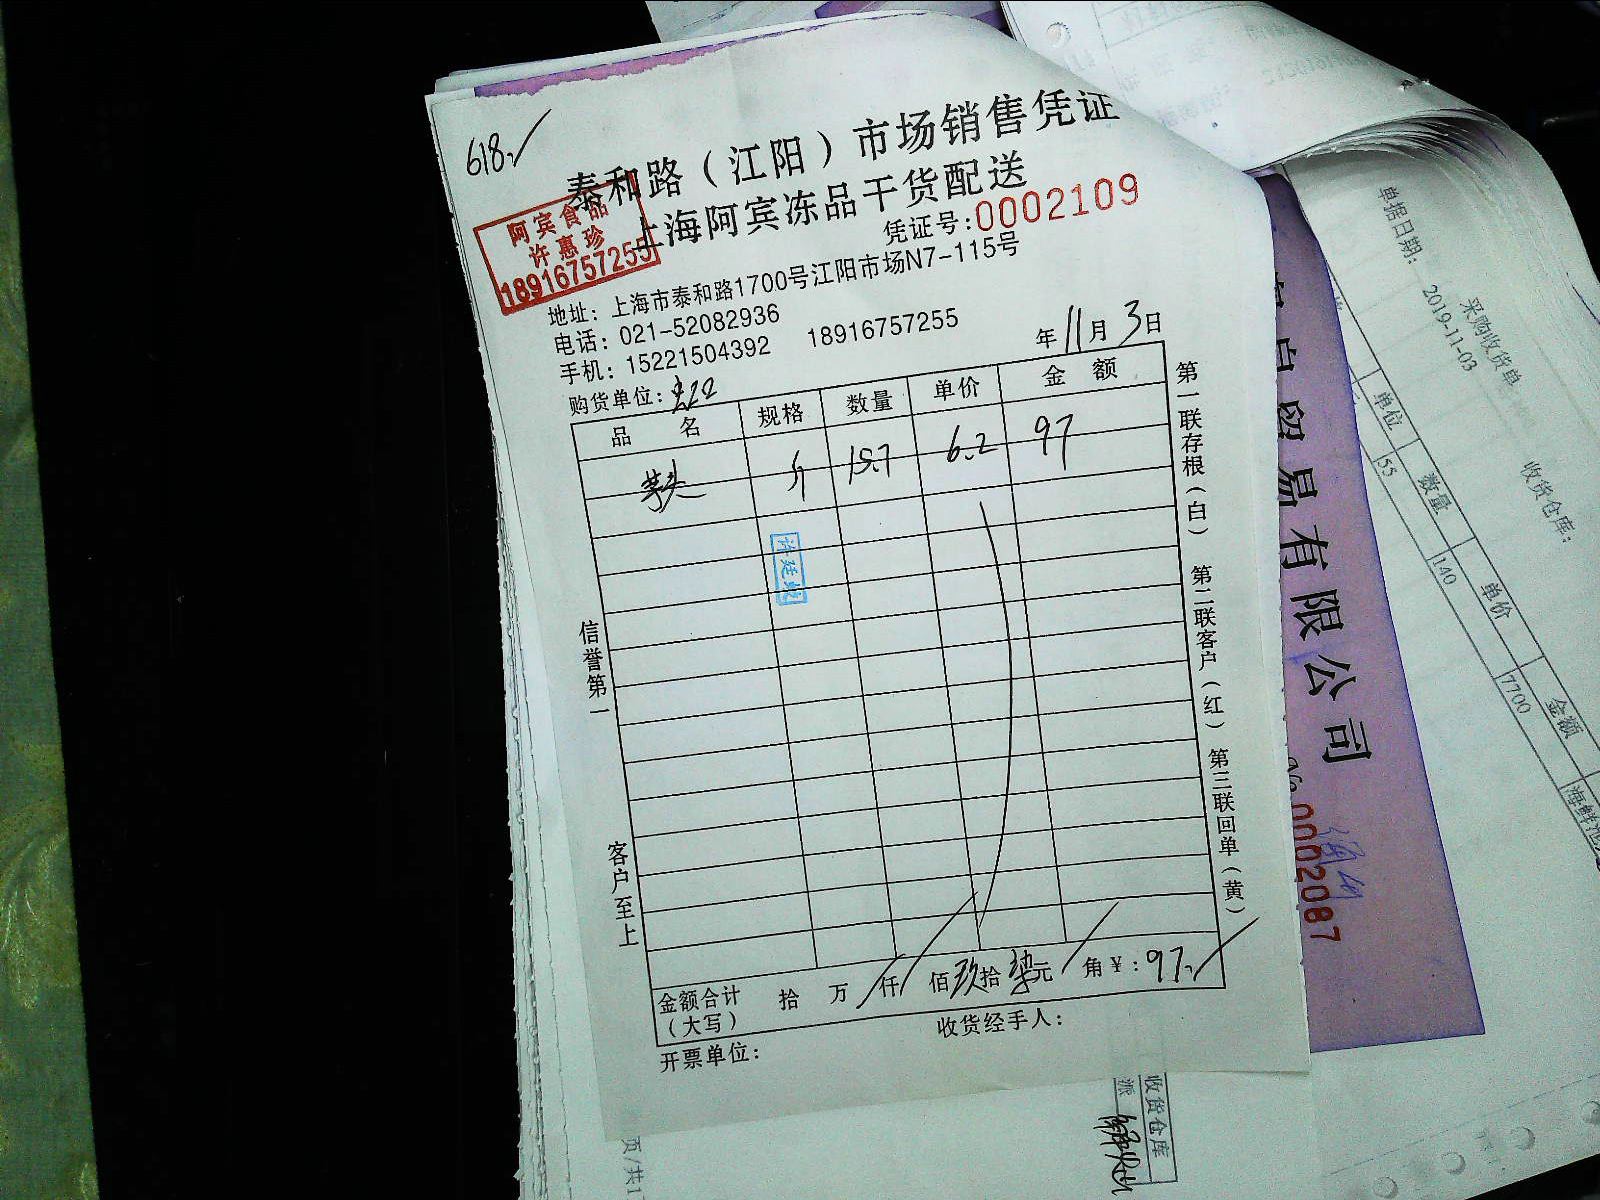 618.
泰和路（江阳）市场销售凭证
上海阿宾冻品干货配送
阿宾食品
许惠珍
18916757255
凭证号:0002109
地址：上海市泰和路1700号江阳市场N7-115号
电话：021-52082936
手机：15221504392 18916757255
年 11 月 3 日
购货单位：
品 名 规格 数量 单价 金 额
斤 15.7 6.2 97
信誉第一
客户至上
第一联存根（白） 第二联客户（红） 第三联回单（黄）
金额合计（大写） 拾 万 仟 佰 玖拾 柒元 角 ¥：97.
开票单位：
收货经手人：
贸易有限公司
0002087
采购收货单
单据日期： 2019-11-03
收货仓库：
单位 数量 单价 金额
55 140 7700
收货仓库